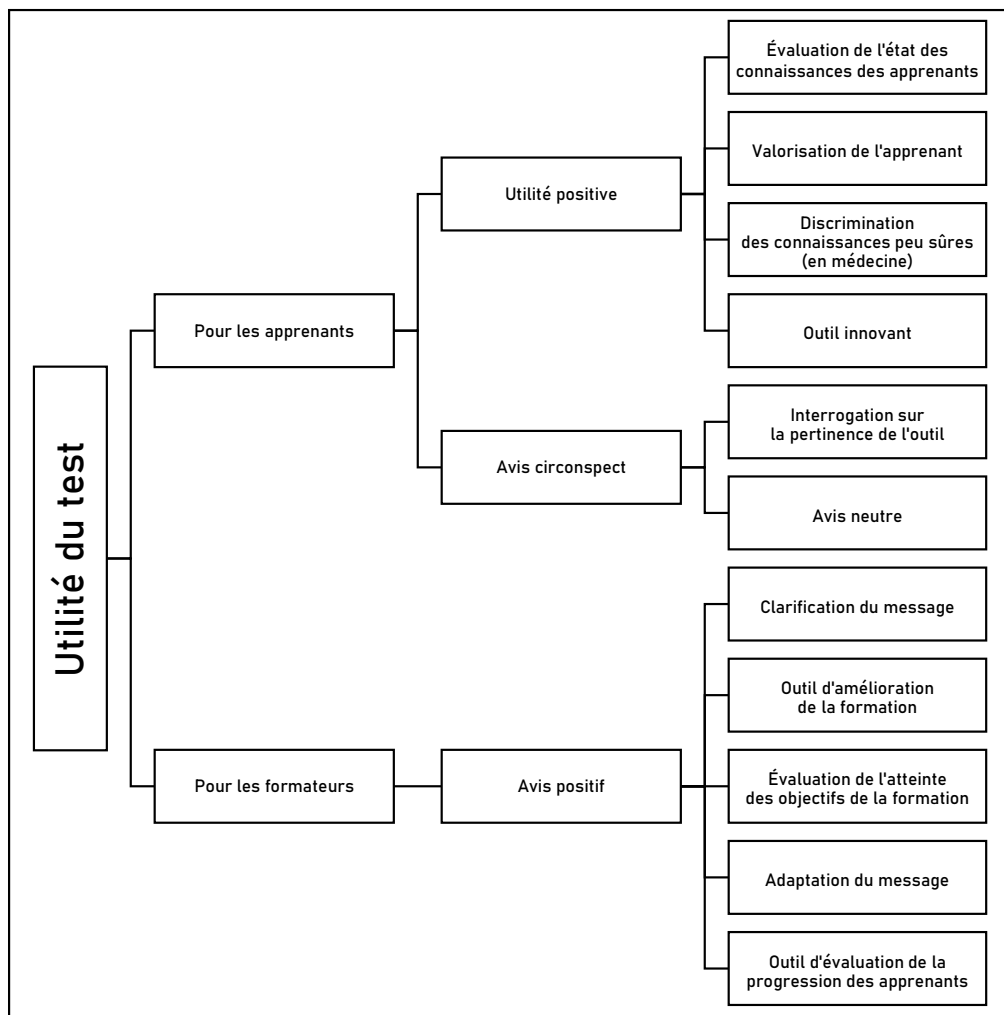 Utilité du test
Pour les apprenants
Utilité positive
Évaluation de l'état des
connaissances des apprenants
Valorisation de l'apprenant
Discrimination
des connaissances peu sûres
(en médecine)
Outil innovant
Avis circonspect
Interrogation sur
la pertinence de l'outil
Avis neutre
Pour les formateurs
Avis positif
Clarification du message
Outil d'amélioration
de la formation
Évaluation de l'atteinte
des objectifs de la formation
Adaptation du message
Outil d'évaluation de la
progression des apprenants